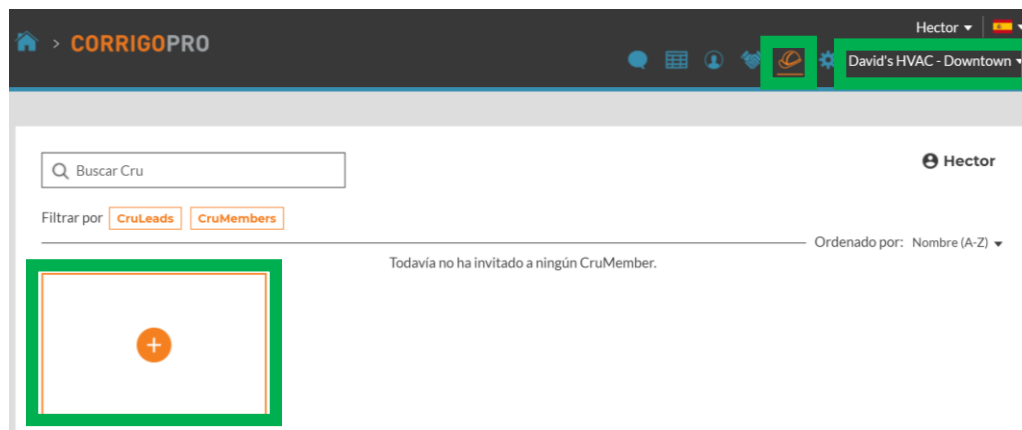 Hector
> CORRIGOPRO
David's HVAC - Downtown
Buscar Cru
Hector
Filtrar por CruLeads CruMembers
Ordenado por: Nombre (A-Z)
Todavía no ha invitado a ningún CruMember.